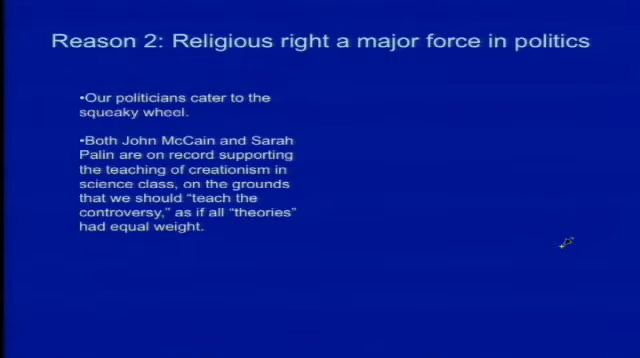 Reason 2: Religious right a major force in politics
•Our politicians cater to the
squeaky wheel.
•Both John McCain and Sarah
Palin are on record supporting
the teaching of creationism in
science class, on the grounds
that we should “teach the
controversy,” as if all “theories”
had equal weight.